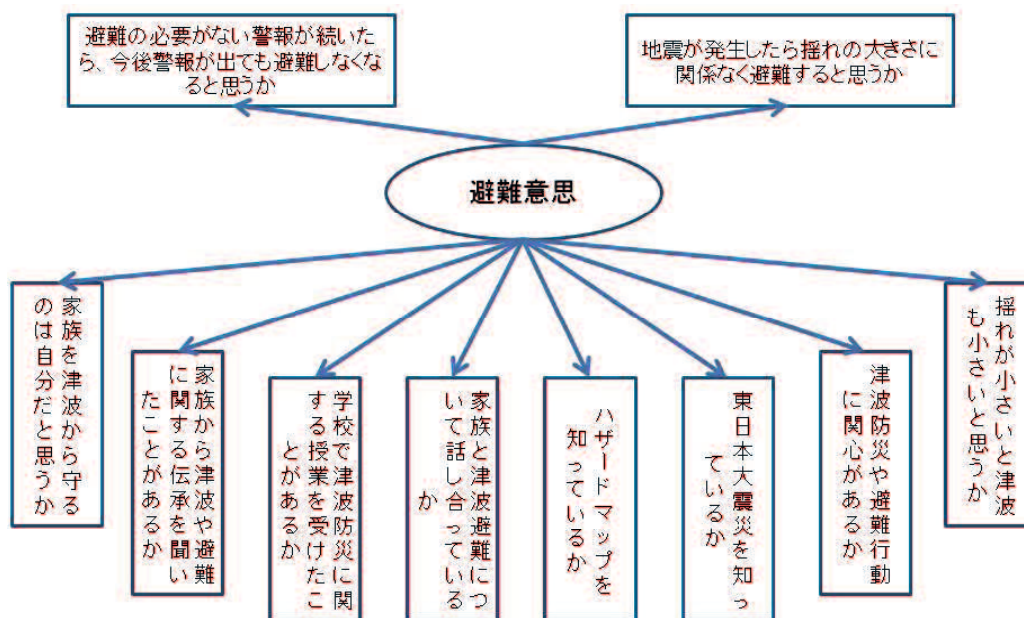 避難の必要がない警報が続いた
ら、今後警報が出ても避難しなくな
ると思うか
地震が発生したら揺れの大きさに
関係なく避難すると思うか
避難意思
家族を津波から守る
のは自分だと思うか
家族から津波や避難
に関する伝承を聞い
たことがあるか
学校で津波防災に関
する授業を受けたこ
とがあるか
家族と津波避難につ
いて話し合っている
か
ハザードマップを
知っているか
東日本大震災を知っ
ているか
津波防災や避難行動
に関心があるか
揺れが小さいと津波
も小さいと思うか